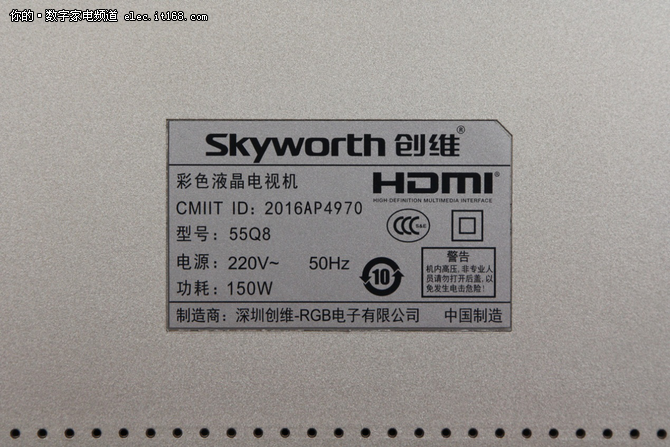 你的·数字家电频道 elec.it168.com
Skyworth 创维®
彩色液晶电视机
HDMI®
HIGH-DEFINITION MULTIMEDIA INTERFACE
CMIIT ID: 2016AP4970
CCC S&E
型号: 55Q8
电源: 220V~ 50Hz
10
功耗: 150W
警告
机内高压,非专业人
员请勿打开后盖,以
免发生电击危险!
制造商: 深圳创维-RGB电子有限公司 中国制造